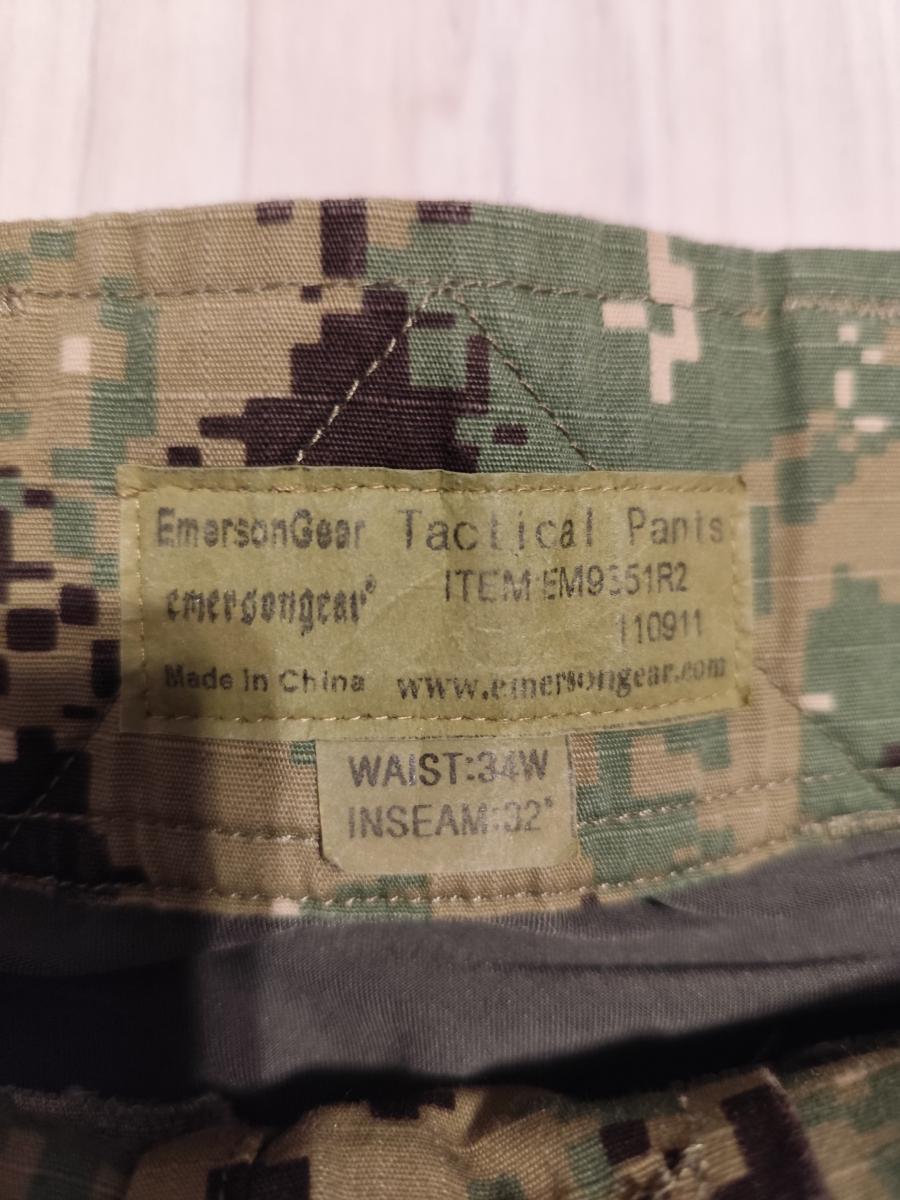 EmersonGear Tactical Pants
emersongear®
ITEM:EM9351R2
110911
Made in China www.emersongear.com
WAIST:34W
INSEAM:32"